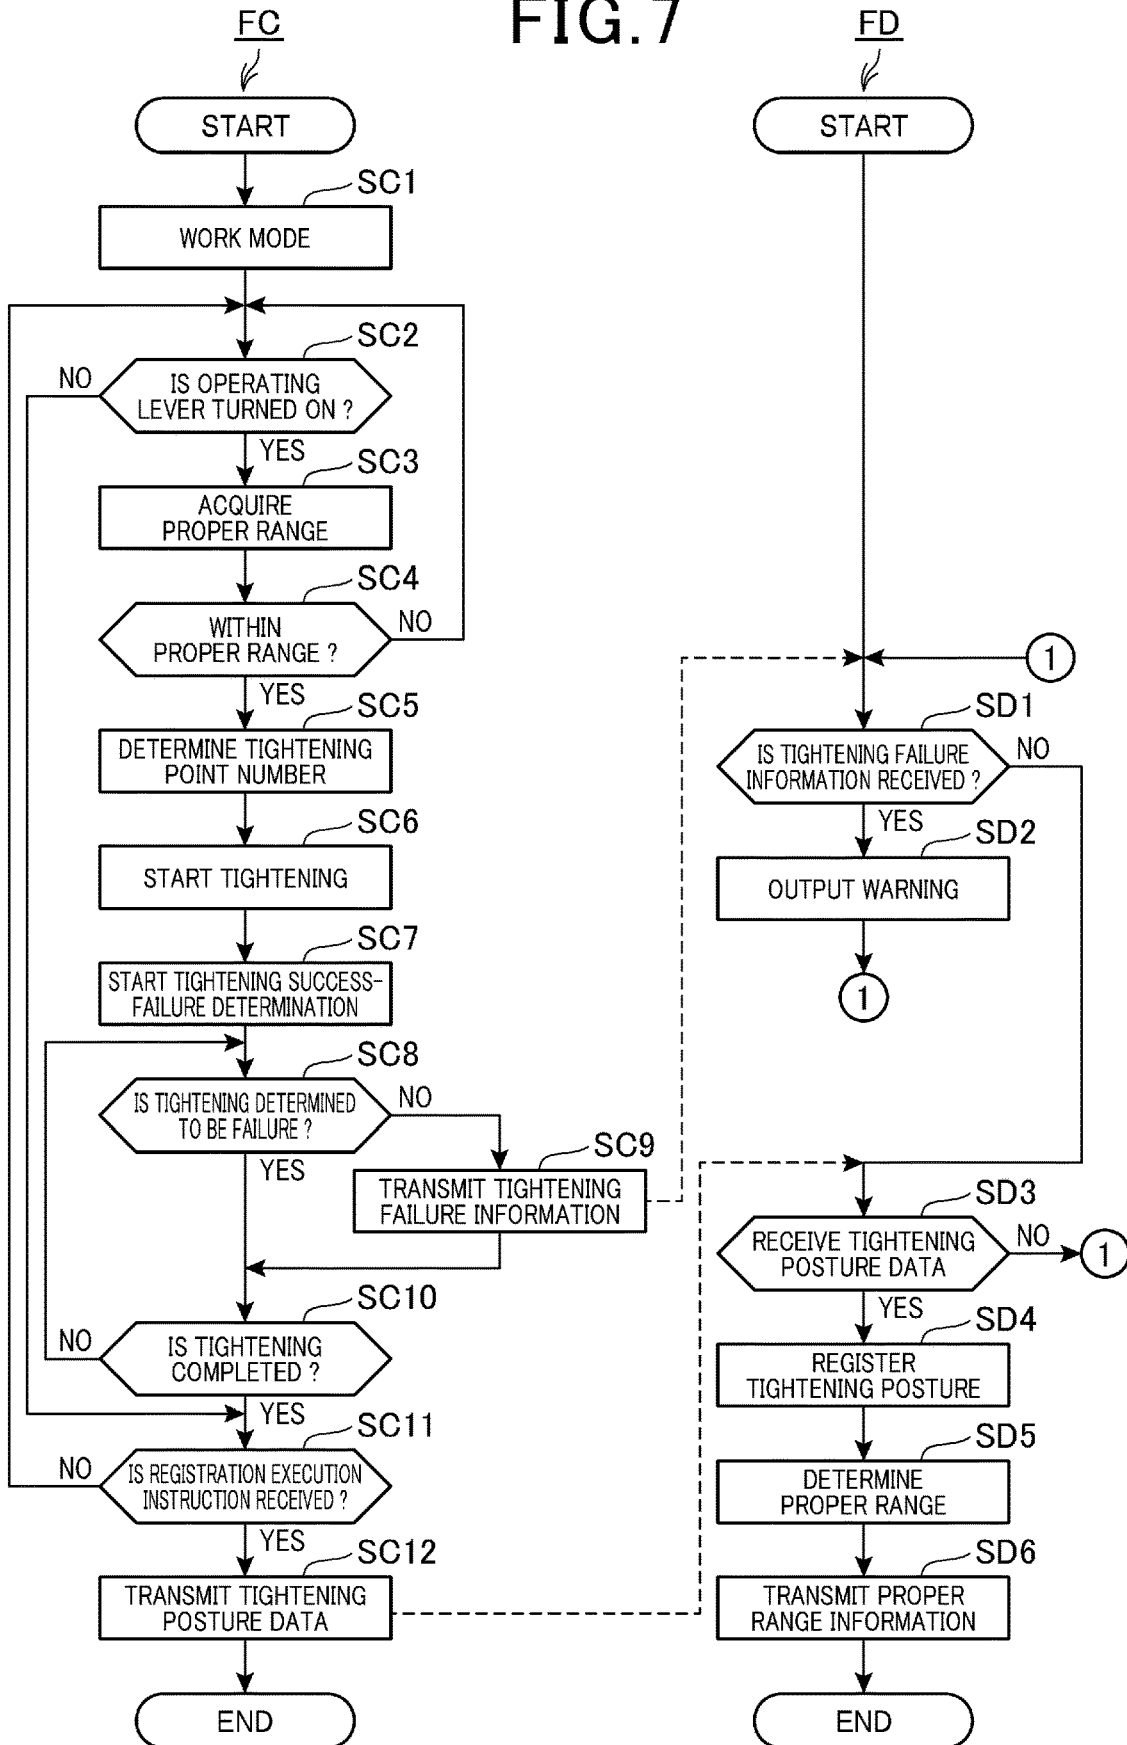 FIG.7
FC
START
SC1
WORK MODE
SC2
NO
IS OPERATING
LEVER TURNED ON ?
YES
SC3
ACQUIRE
PROPER RANGE
SC4
NO
WITHIN
PROPER RANGE ?
YES
SC5
DETERMINE TIGHTENING
POINT NUMBER
SC6
START TIGHTENING
SC7
START TIGHTENING SUCCESS-
FAILURE DETERMINATION
SC8
NO
IS TIGHTENING DETERMINED
TO BE FAILURE ?
YES
SC9
TRANSMIT TIGHTENING
FAILURE INFORMATION
SC10
NO
IS TIGHTENING
COMPLETED ?
YES
SC11
NO
IS REGISTRATION EXECUTION
INSTRUCTION RECEIVED ?
YES
SC12
TRANSMIT TIGHTENING
POSTURE DATA
END
FD
START
1
SD1
NO
IS TIGHTENING FAILURE
INFORMATION RECEIVED ?
YES
SD2
OUTPUT WARNING
1
SD3
NO
1
RECEIVE TIGHTENING
POSTURE DATA
YES
SD4
REGISTER
TIGHTENING POSTURE
SD5
DETERMINE
PROPER RANGE
SD6
TRANSMIT PROPER
RANGE INFORMATION
END